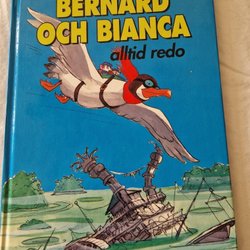 BERNARD
OCH BIANCA
alltid redo